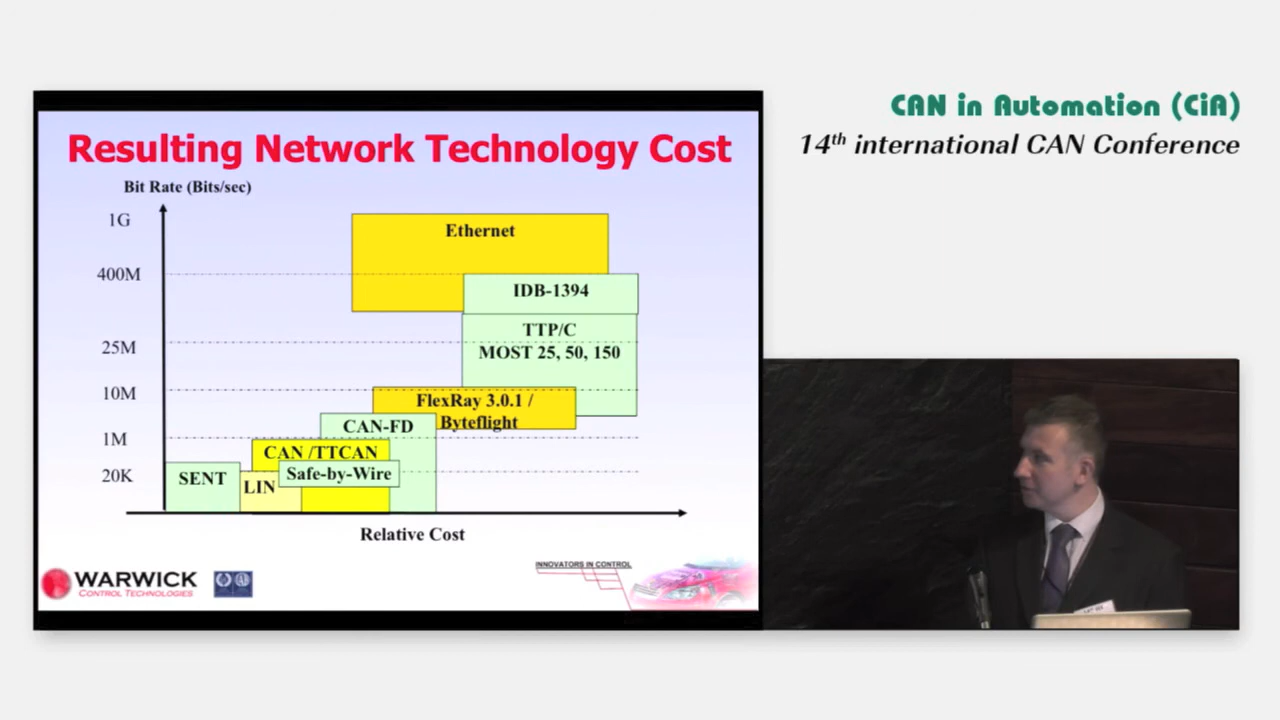 CAN in Automation (CiA)
14th international CAN Conference
Resulting Network Technology Cost
Bit Rate (Bits/sec)
1G
400M
25M
10M
1M
20K
Ethernet
IDB-1394
TTP/C
MOST 25, 50, 150
FlexRay 3.0.1 /
Byteflight
CAN-FD
CAN /TTCAN
Safe-by-Wire
SENT
LIN
Relative Cost
WARWICK
CONTROL TECHNOLOGIES
INNOVATORS IN CONTROL